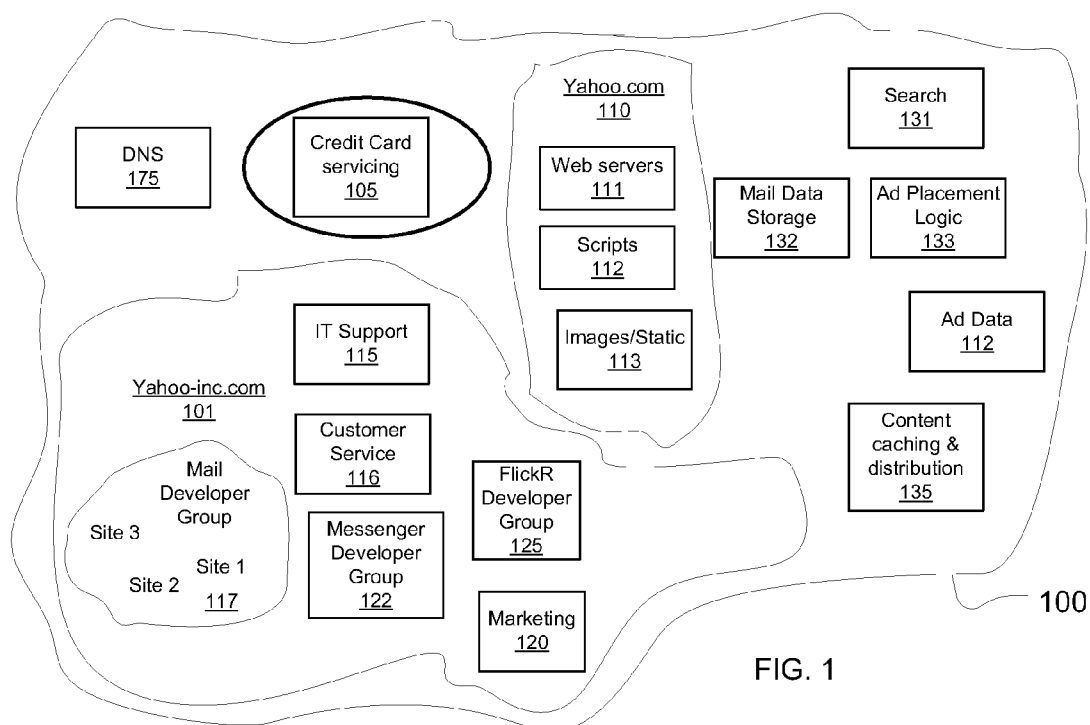 Yahoo.com
110
Search
131
DNS
175
Credit Card
servicing
105
Web servers
111
Mail Data
Storage
132
Ad Placement
Logic
133
Scripts
112
Images/Static
113
Ad Data
112
IT Support
115
Yahoo-inc.com
101
Customer
Service
116
Content
caching &
distribution
135
Mail
Developer
Group
Site 3
Site 1
Site 2
117
FlickR
Developer
Group
125
Messenger
Developer
Group
122
Marketing
120
100
FIG. 1